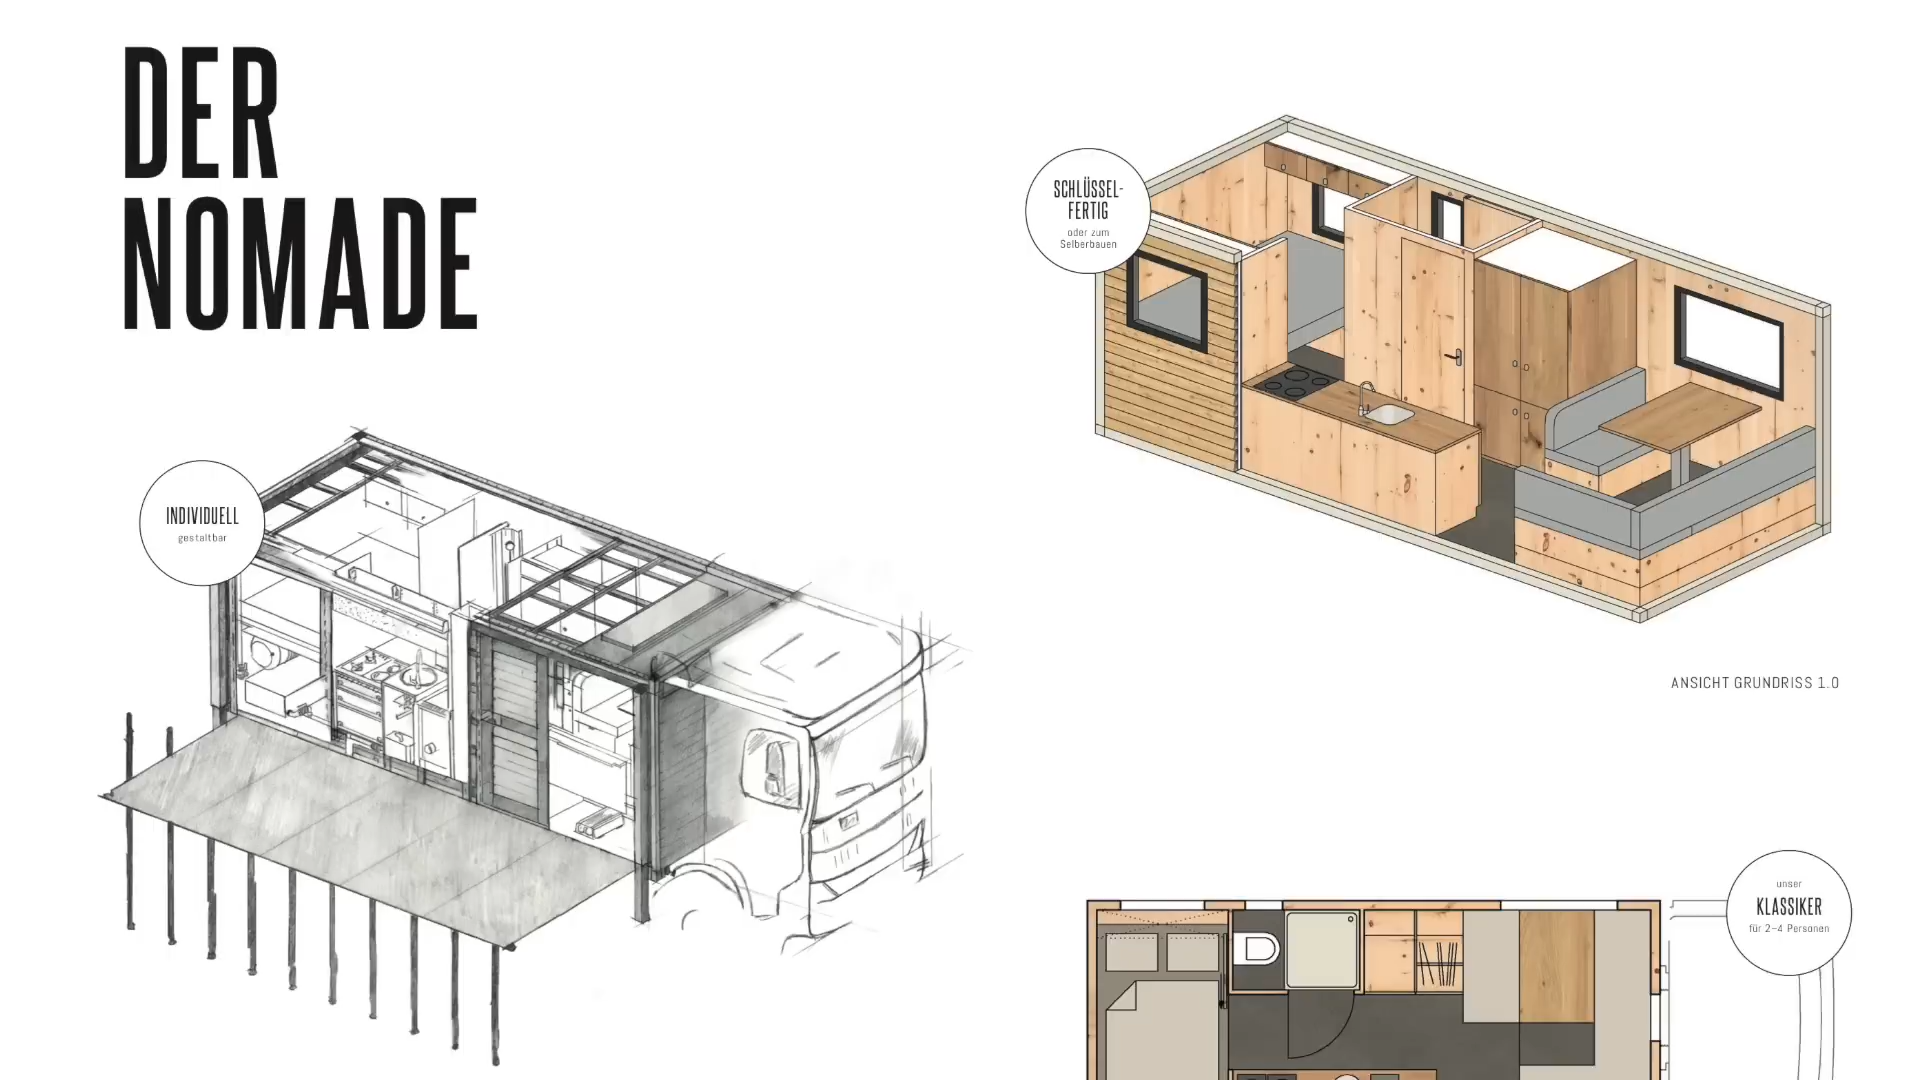 DER
NOMADE
INDIVIDUELL
gestaltbar
SCHLÜSSEL-
FERTIG
oder zum
Selberbauen
ANSICHT GRUNDRISS 1.0
unser
KLASSIKER
für 2–4 Personen